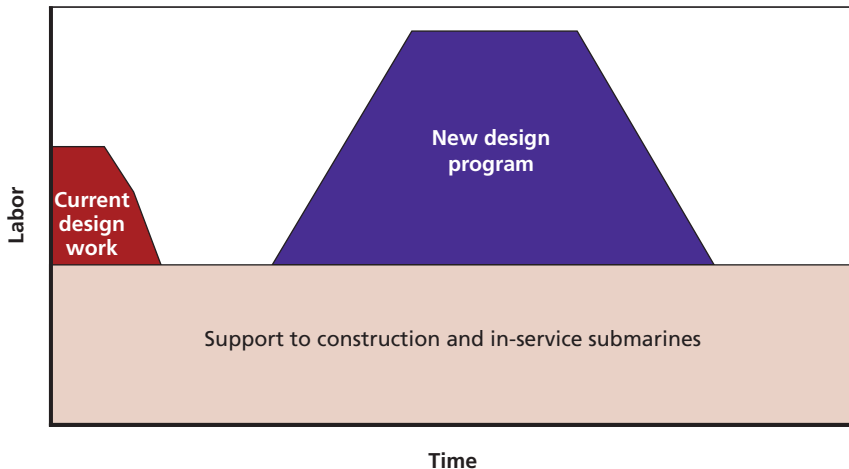 Labor
New design
program
Current
design
work
Support to construction and in-service submarines
Time